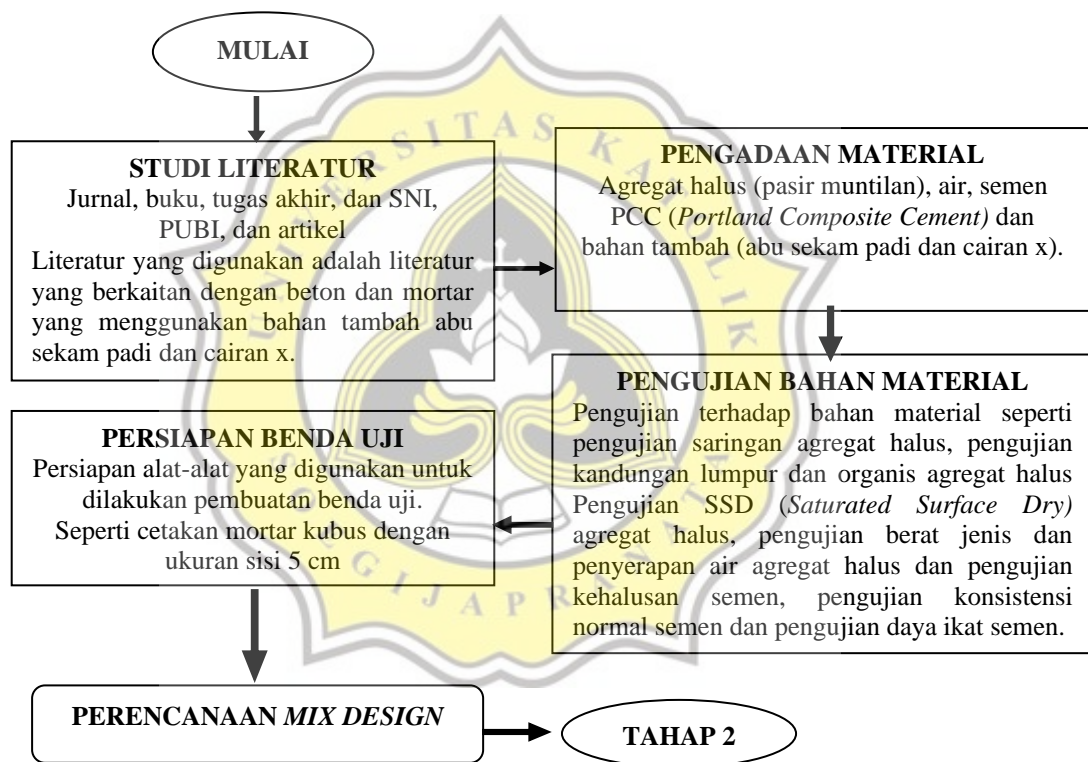 MULAI
STUDI LITERATUR
Jurnal, buku, tugas akhir, dan SNI,
PUBI, dan artikel
Literatur yang digunakan adalah literatur
yang berkaitan dengan beton dan mortar
yang menggunakan bahan tambah abu
sekam padi dan cairan x.
PENGADAAN MATERIAL
Agregat halus (pasir muntilan), air, semen
PCC (Portland Composite Cement) dan
bahan tambah (abu sekam padi dan cairan x).
PENGUJIAN BAHAN MATERIAL
Pengujian terhadap bahan material seperti
pengujian saringan agregat halus, pengujian
kandungan lumpur dan organis agregat halus
Pengujian SSD (Saturated Surface Dry)
agregat halus, pengujian berat jenis dan
penyerapan air agregat halus dan pengujian
kehalusan semen, pengujian konsistensi
normal semen dan pengujian daya ikat semen.
PERSIAPAN BENDA UJI
Persiapan alat-alat yang digunakan untuk
dilakukan pembuatan benda uji.
Seperti cetakan mortar kubus dengan
ukuran sisi 5 cm
PERENCANAAN MIX DESIGN
TAHAP 2
UNIVERSITAS KATOLIK
SOEGIJAPRANATA